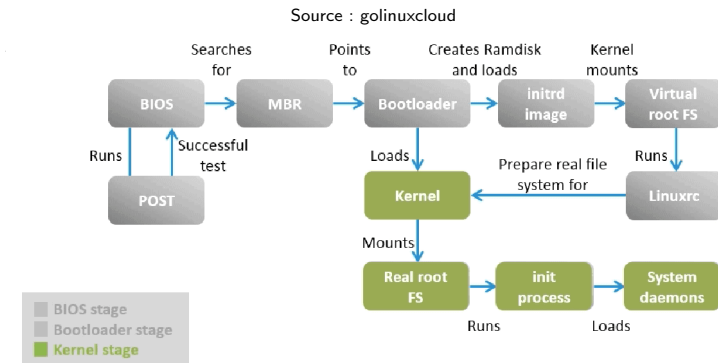 Source : golinuxcloud
Searches
for
Points
to
Creates Ramdisk
and loads
Kernel
mounts
BIOS
MBR
Bootloader
initrd
image
Virtual
root FS
Runs
Successful
test
Loads
Prepare real file
system for
Runs
POST
Kernel
Linuxrc
Mounts
Real root
FS
init
process
System
daemons
Runs
Loads
BIOS stage
Bootloader stage
Kernel stage